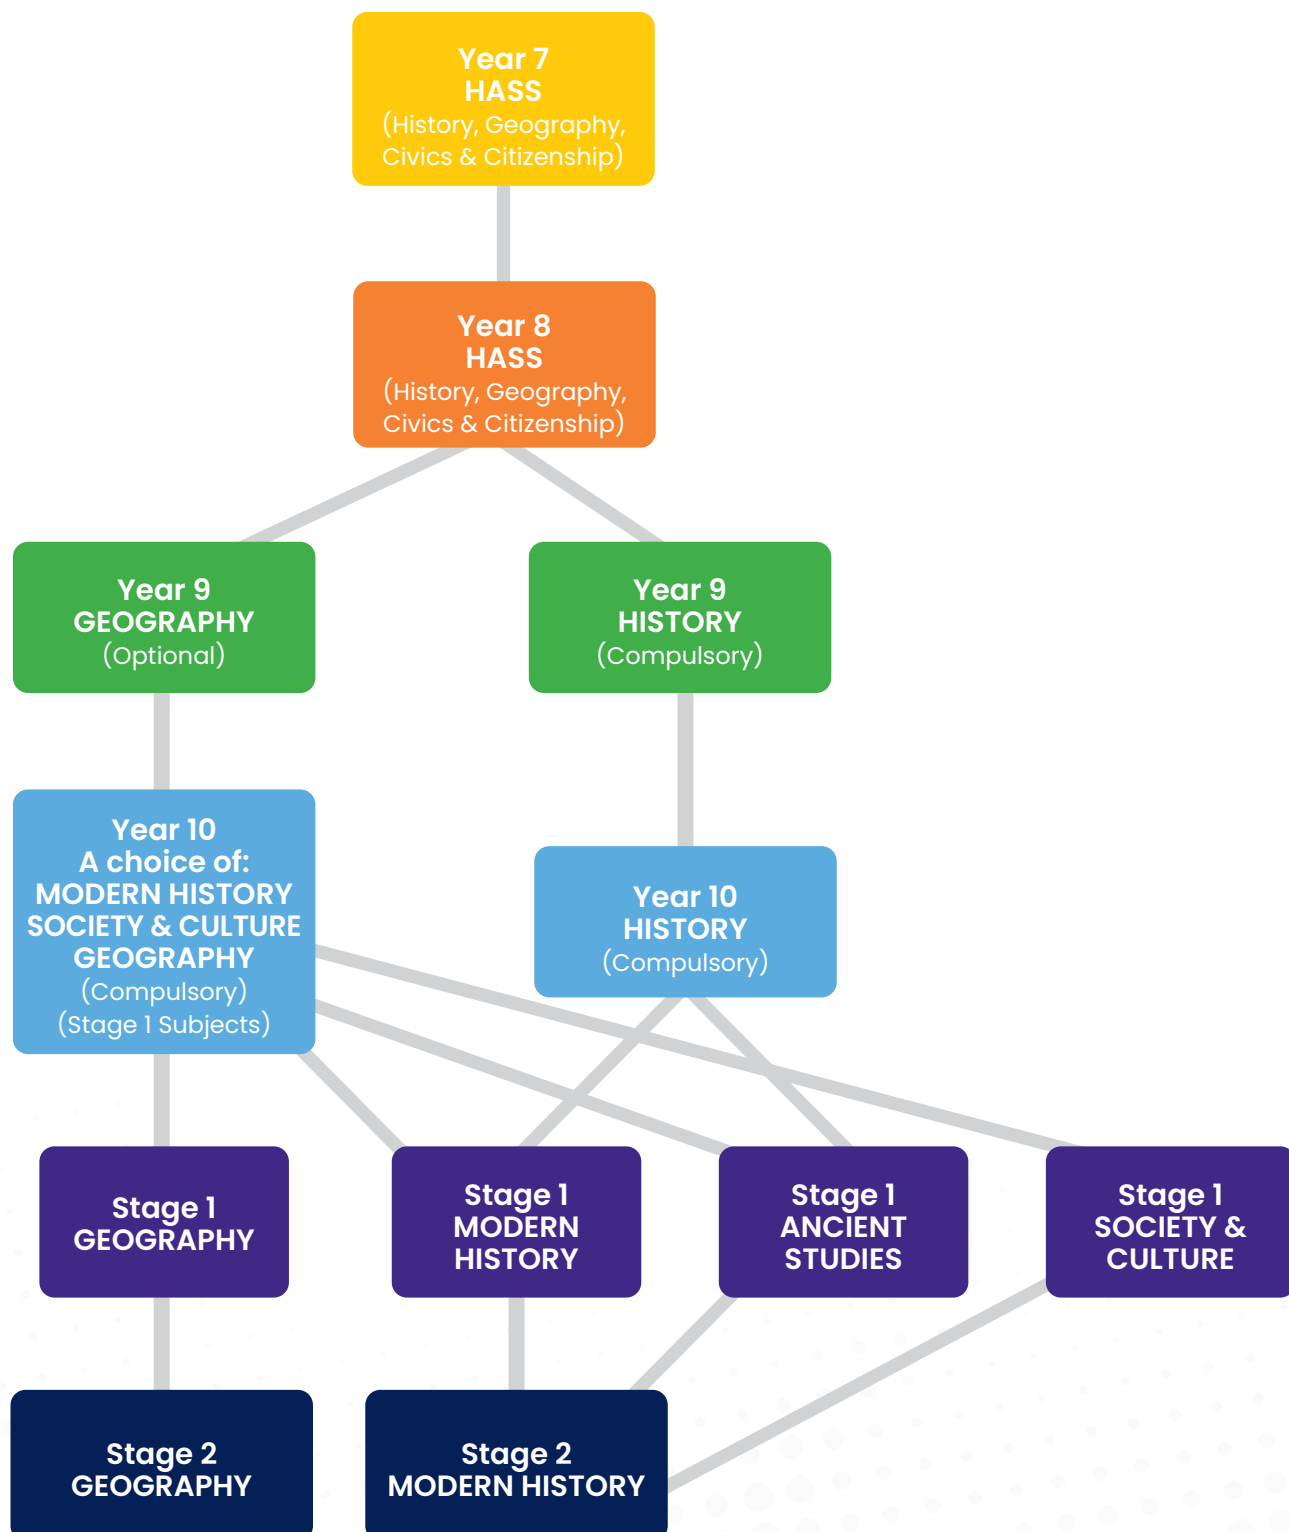 Year 7
HASS
(History, Geography,
Civics & Citizenship)
Year 8
HASS
(History, Geography,
Civics & Citizenship)
Year 9
GEOGRAPHY
(Optional)
Year 9
HISTORY
(Compulsory)
Year 10
A choice of:
MODERN HISTORY
SOCIETY & CULTURE
GEOGRAPHY
(Compulsory)
(Stage 1 Subjects)
Year 10
HISTORY
(Compulsory)
Stage 1
GEOGRAPHY
Stage 1
MODERN
HISTORY
Stage 1
ANCIENT
STUDIES
Stage 1
SOCIETY &
CULTURE
Stage 2
GEOGRAPHY
Stage 2
MODERN HISTORY